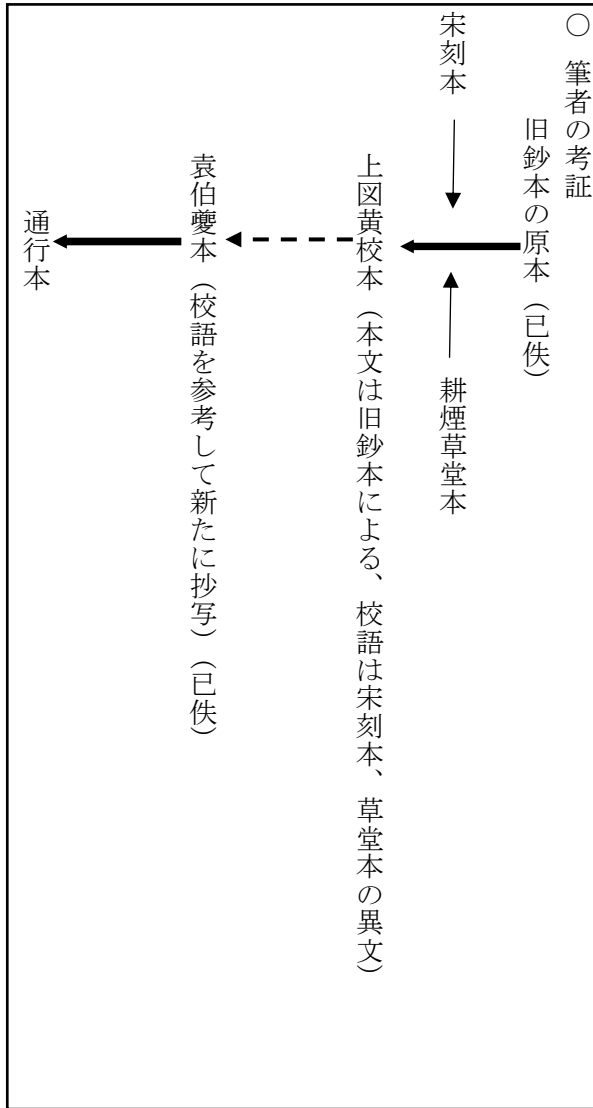 ○ 筆者の考証
旧鈔本の原本（已佚）
宋刻本
耕煙草堂本
上図黄校本（本文は旧鈔本による、校語は宋刻本、草堂本の異文）
袁伯夔本（校語を参考して新たに抄写）（已佚）
通行本